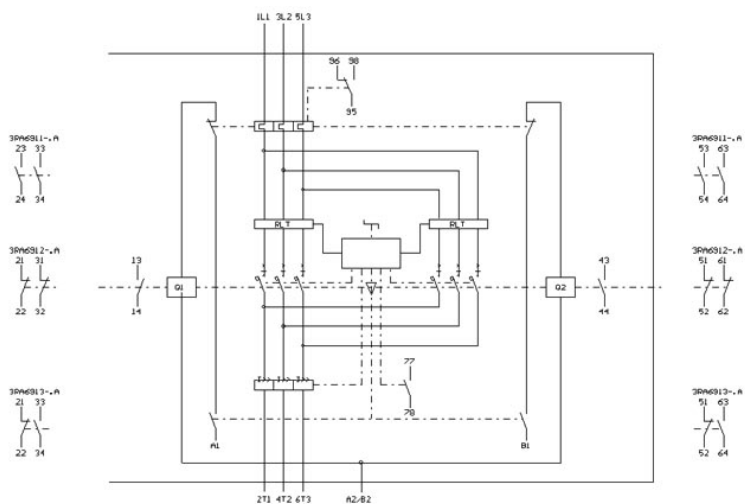 1L1 3L2 5L3
96 98
95
3RA6911-.A
23 33
24 34
3RA6911-.A
53 63
54 64
RLT
RLT
3RA6912-.A
21 31
22 32
13
14
Q1
Q2
43
44
3RA6912-.A
51 61
52 62
I>> I>> I>>
77
78
3RA6913-.A
21 33
22 34
3RA6913-.A
51 63
52 64
A1
B1
2T1 4T2 6T3
A2/B2